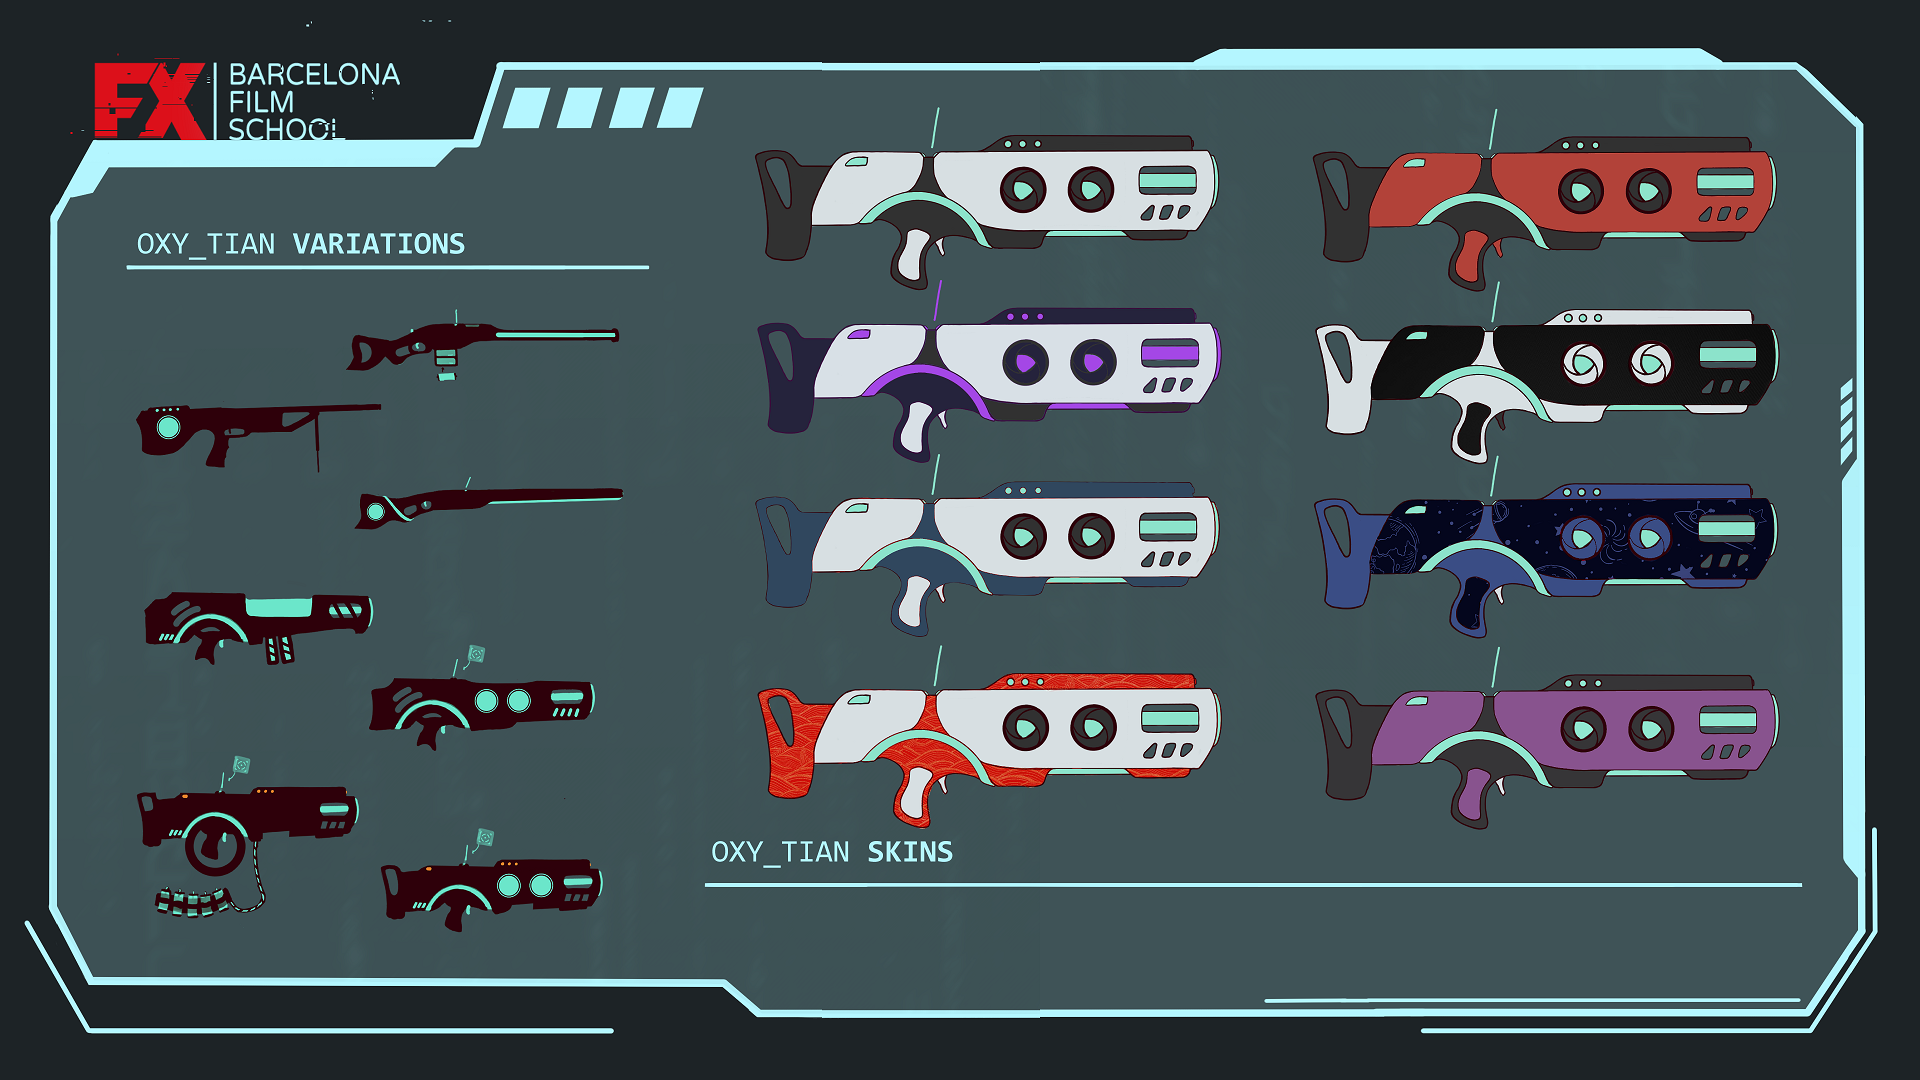 FX
BARCELONA
FILM
SCHOOL
OXY_TIAN VARIATIONS
OXY_TIAN SKINS